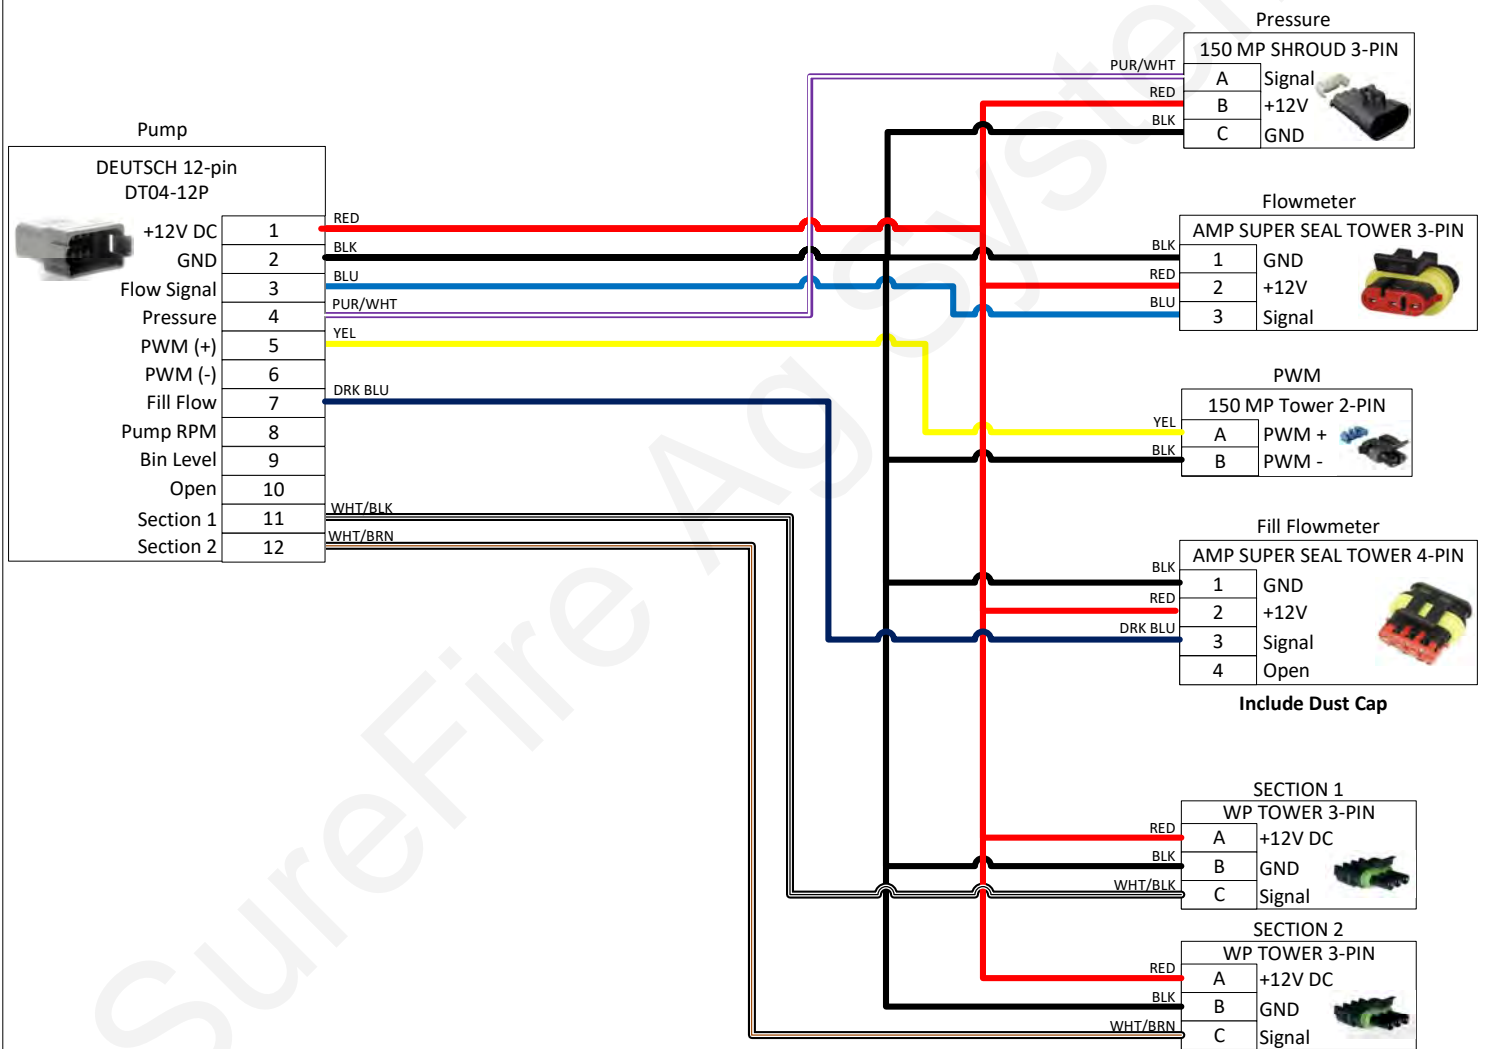 Pump
DEUTSCH 12-pin
DT04-12P
+12V DC 1 RED
GND 2 BLK
Flow Signal 3 BLU
Pressure 4 PUR/WHT
PWM (+) 5 YEL
PWM (-) 6
Fill Flow 7 DRK BLU
Pump RPM 8
Bin Level 9
Open 10
Section 1 11 WHT/BLK
Section 2 12 WHT/BRN
Pressure
150 MP SHROUD 3-PIN
PUR/WHT A Signal
RED B +12V
BLK C GND
Flowmeter
AMP SUPER SEAL TOWER 3-PIN
BLK 1 GND
RED 2 +12V
BLU 3 Signal
PWM
150 MP Tower 2-PIN
YEL A PWM +
BLK B PWM -
Fill Flowmeter
AMP SUPER SEAL TOWER 4-PIN
BLK 1 GND
RED 2 +12V
DRK BLU 3 Signal
4 Open
Include Dust Cap
SECTION 1
WP TOWER 3-PIN
RED A +12V DC
BLK B GND
WHT/BLK C Signal
SECTION 2
WP TOWER 3-PIN
RED A +12V DC
BLK B GND
WHT/BRN C Signal
SureFire Ag System